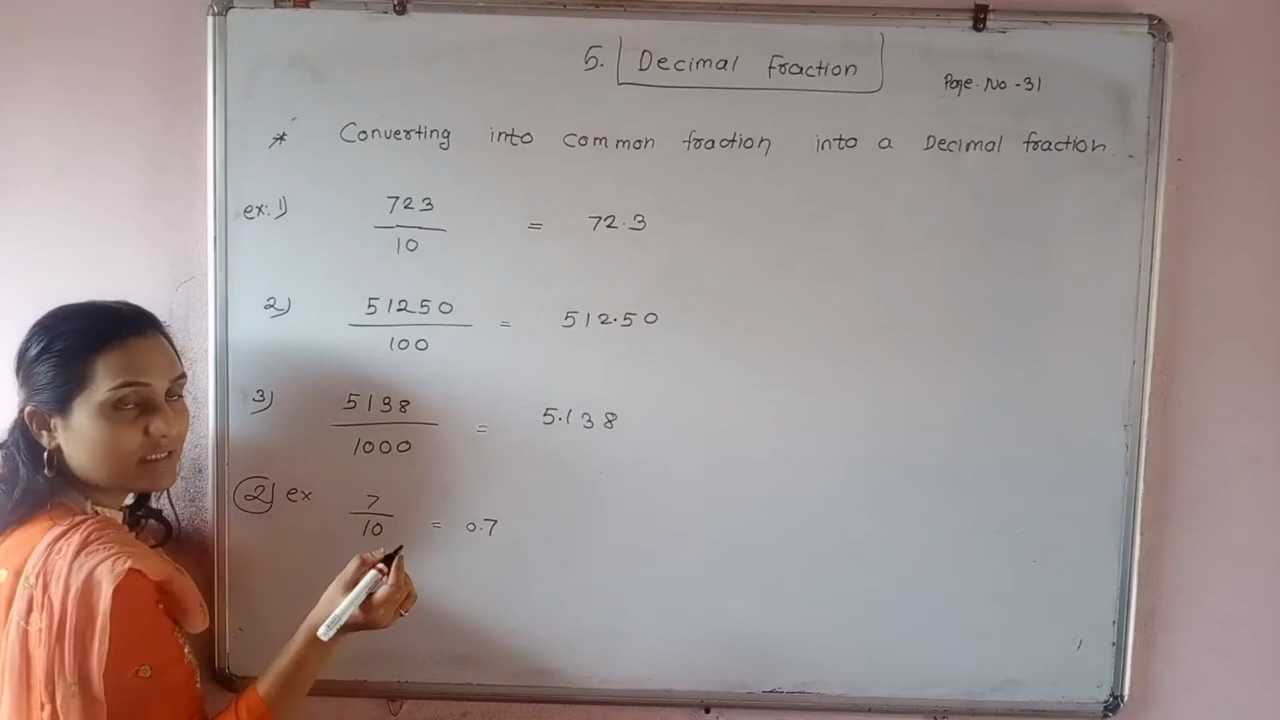 5. Decimal Fraction
Page. No - 31
* Converting into common fraction into a Decimal fraction.
ex: 1) 723/10 = 72.3
2) 51250/100 = 512.50
3) 5138/1000 = 5.138
2) ex 7/10 = 0.7